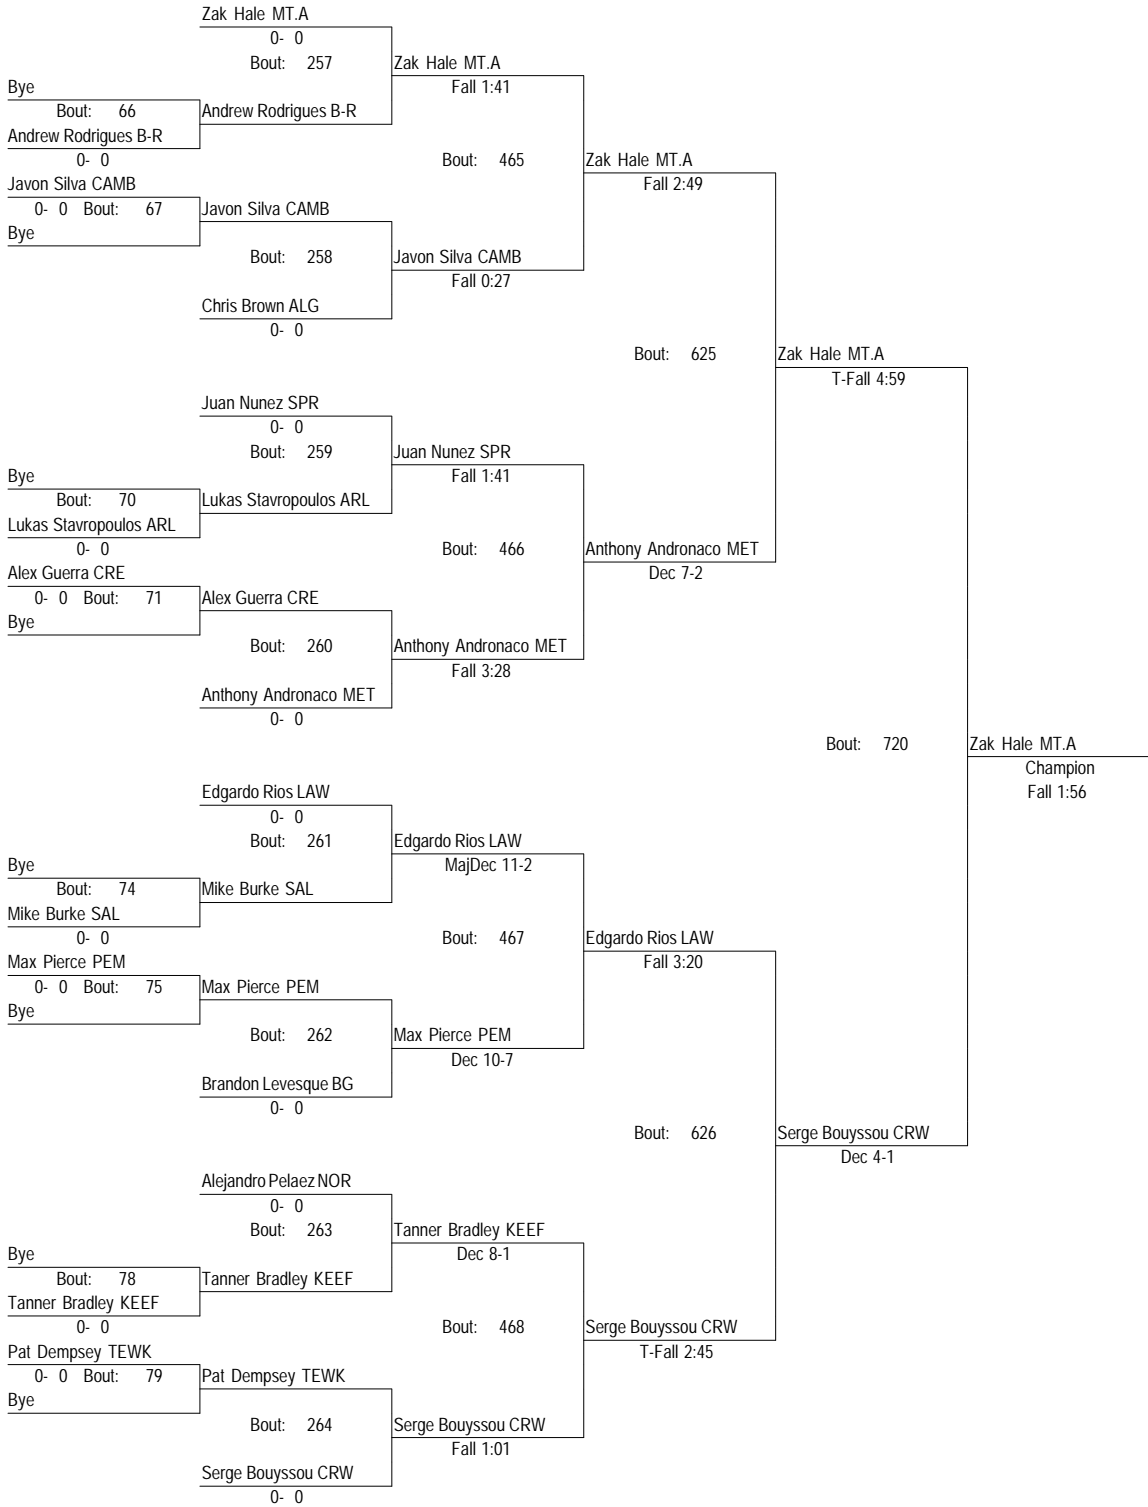 Zak Hale MT.A
0- 0
Bout: 257
Zak Hale MT.A
Bye
Fall 1:41
Bout: 66
Andrew Rodrigues B-R
Andrew Rodrigues B-R
0- 0
Bout: 465
Zak Hale MT.A
Javon Silva CAMB
Fall 2:49
0- 0 Bout: 67
Javon Silva CAMB
Bye
Bout: 258
Javon Silva CAMB
Fall 0:27
Chris Brown ALG
0- 0
Bout: 625
Zak Hale MT.A
T-Fall 4:59
Juan Nunez SPR
0- 0
Bout: 259
Juan Nunez SPR
Bye
Fall 1:41
Bout: 70
Lukas Stavropoulos ARL
Lukas Stavropoulos ARL
0- 0
Bout: 466
Anthony Andronaco MET
Alex Guerra CRE
Dec 7-2
0- 0 Bout: 71
Alex Guerra CRE
Bye
Bout: 260
Anthony Andronaco MET
Fall 3:28
Anthony Andronaco MET
0- 0
Bout: 720
Zak Hale MT.A
Champion
Fall 1:56
Edgardo Rios LAW
0- 0
Bout: 261
Edgardo Rios LAW
Bye
MajDec 11-2
Bout: 74
Mike Burke SAL
Mike Burke SAL
0- 0
Bout: 467
Edgardo Rios LAW
Max Pierce PEM
Fall 3:20
0- 0 Bout: 75
Max Pierce PEM
Bye
Bout: 262
Max Pierce PEM
Dec 10-7
Brandon Levesque BG
0- 0
Bout: 626
Serge Bouyssou CRW
Dec 4-1
Alejandro Pelaez NOR
0- 0
Bout: 263
Tanner Bradley KEEF
Bye
Dec 8-1
Bout: 78
Tanner Bradley KEEF
Tanner Bradley KEEF
0- 0
Bout: 468
Serge Bouyssou CRW
Pat Dempsey TEWK
T-Fall 2:45
0- 0 Bout: 79
Pat Dempsey TEWK
Bye
Bout: 264
Serge Bouyssou CRW
Fall 1:01
Serge Bouyssou CRW
0- 0